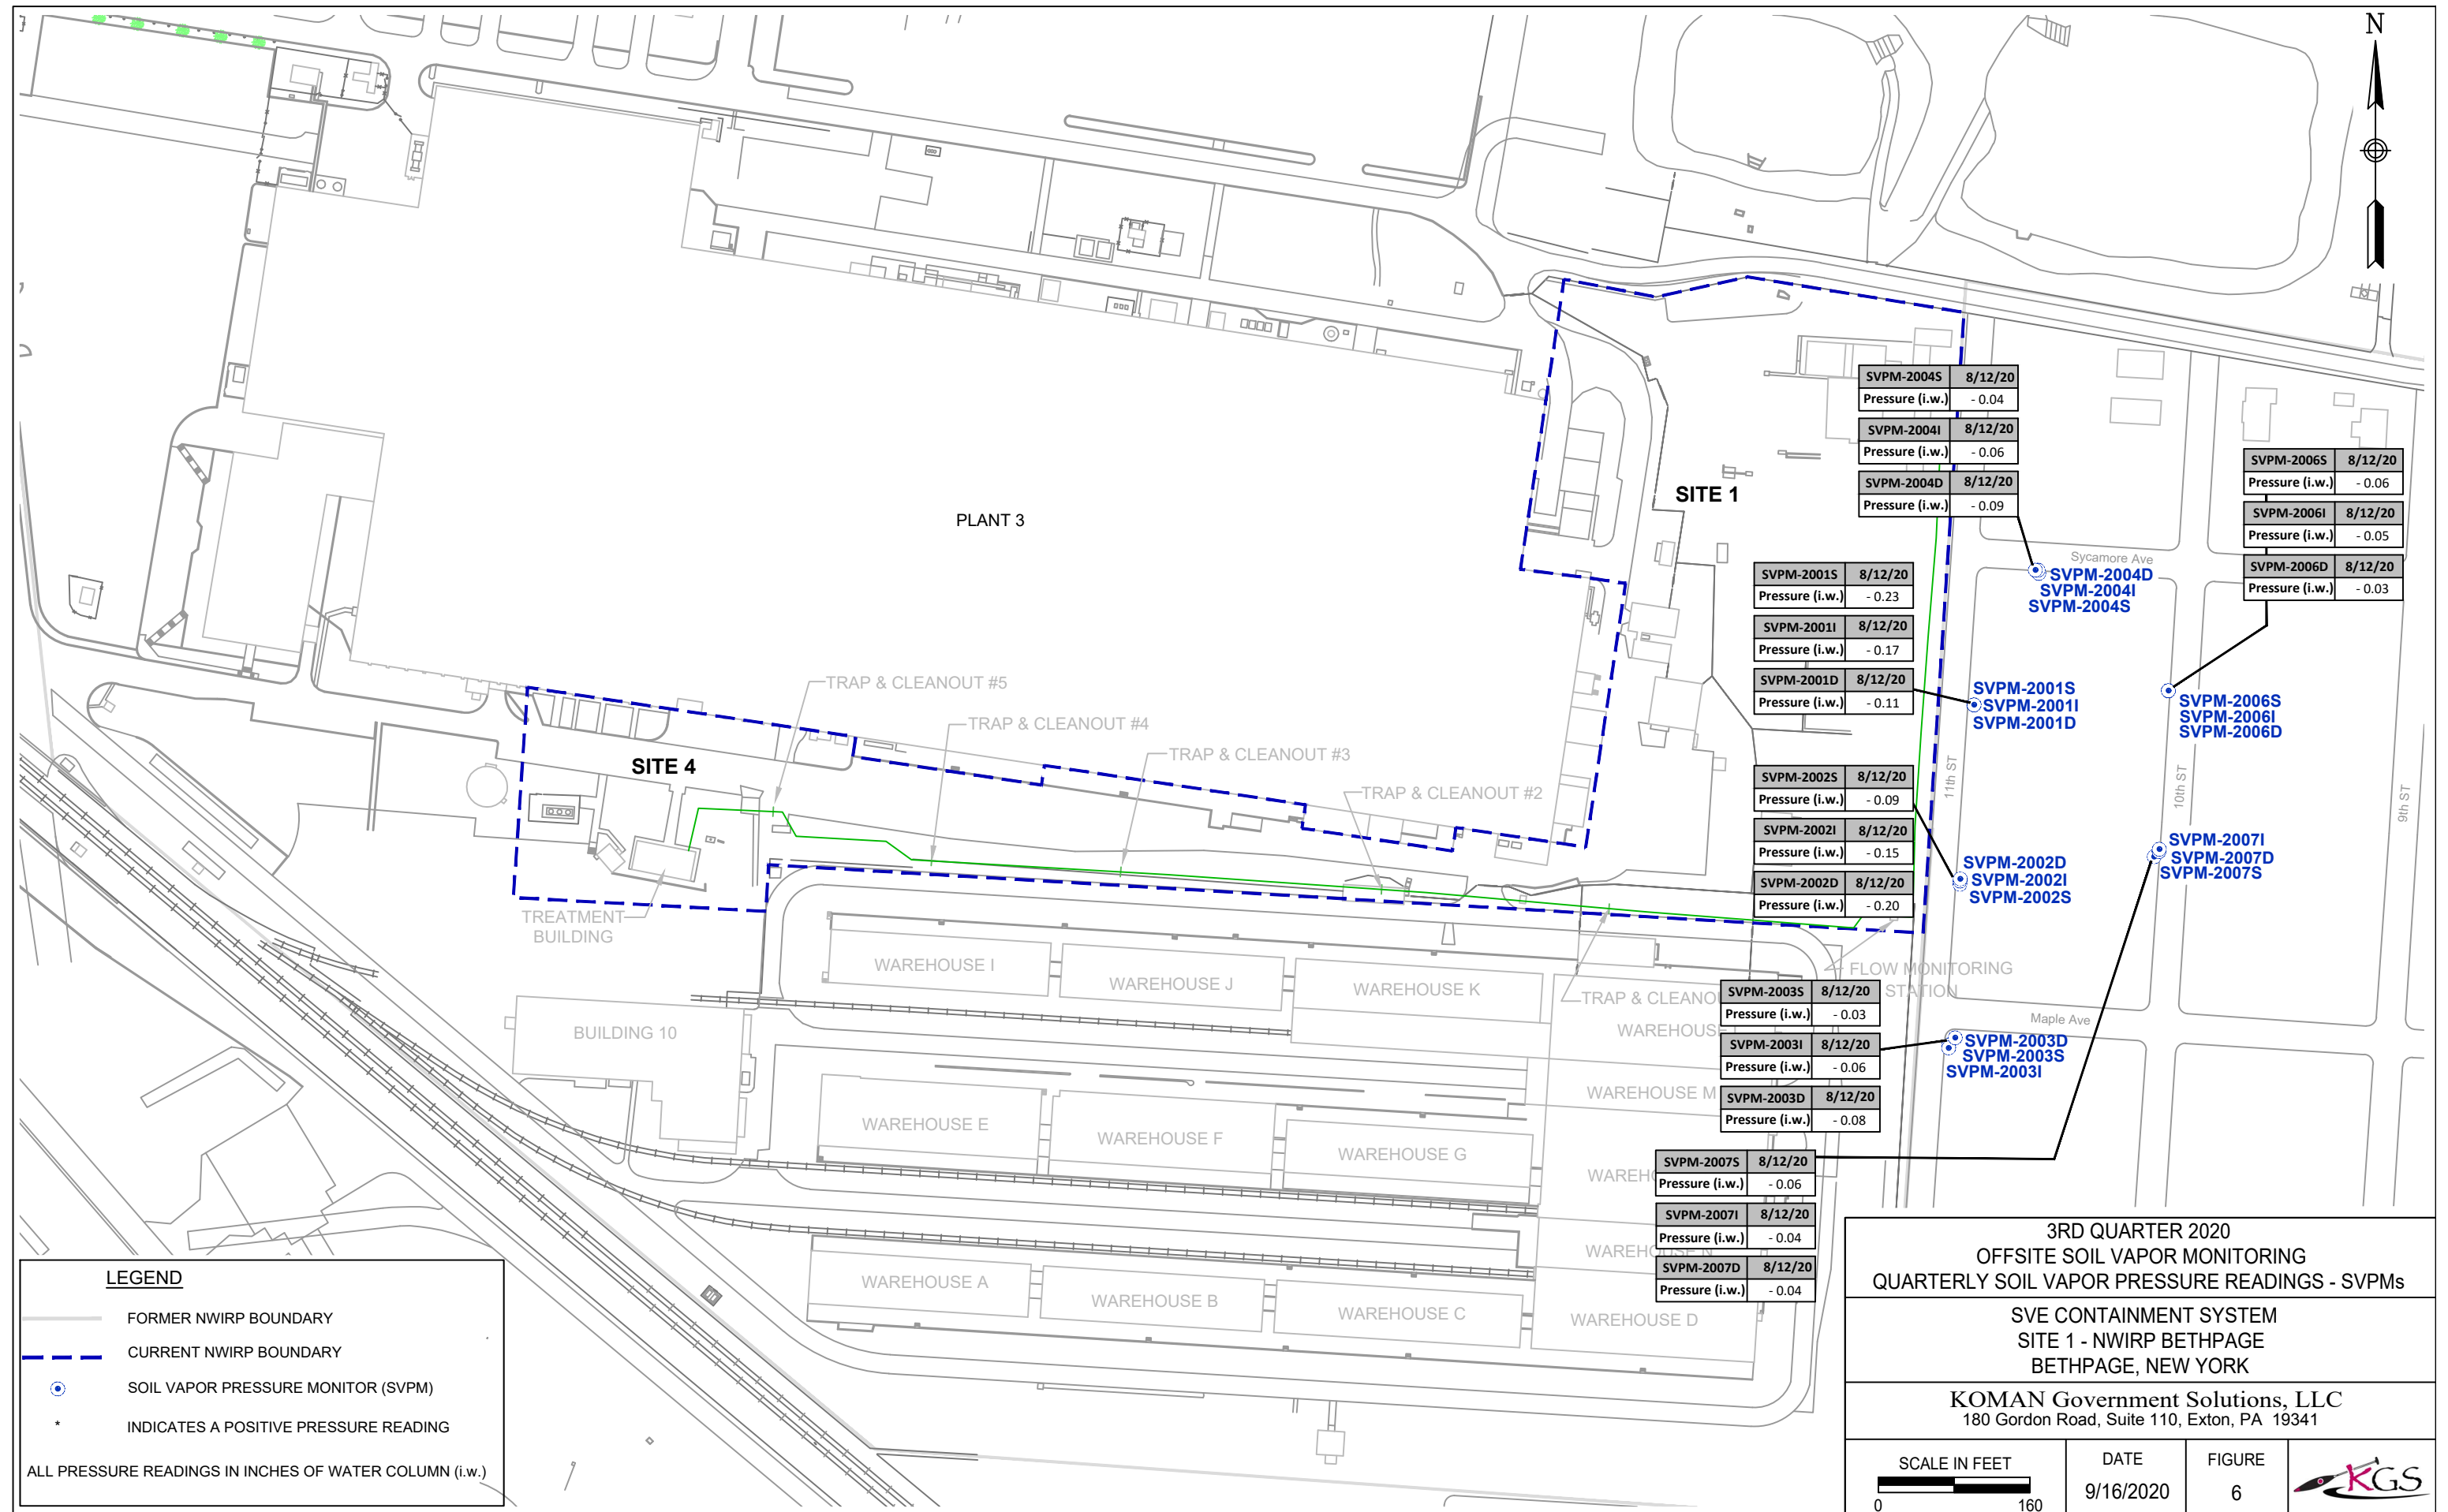 N
PLANT 3
SITE 1
SITE 4
SVPM-2004S 8/12/20
Pressure (i.w.) - 0.04
SVPM-2004I 8/12/20
Pressure (i.w.) - 0.06
SVPM-2004D 8/12/20
Pressure (i.w.) - 0.09
SVPM-2006S 8/12/20
Pressure (i.w.) - 0.06
SVPM-2006I 8/12/20
Pressure (i.w.) - 0.05
SVPM-2006D 8/12/20
Pressure (i.w.) - 0.03
Sycamore Ave
SVPM-2004D
SVPM-2004I
SVPM-2004S
SVPM-2001S 8/12/20
Pressure (i.w.) - 0.23
SVPM-2001I 8/12/20
Pressure (i.w.) - 0.17
SVPM-2001D 8/12/20
Pressure (i.w.) - 0.11
SVPM-2001S
SVPM-2001I
SVPM-2001D
SVPM-2006S
SVPM-2006I
SVPM-2006D
TRAP & CLEANOUT #5
TRAP & CLEANOUT #4
TRAP & CLEANOUT #3
TRAP & CLEANOUT #2
11th ST
10th ST
9th ST
SVPM-2002S 8/12/20
Pressure (i.w.) - 0.09
SVPM-2002I 8/12/20
Pressure (i.w.) - 0.15
SVPM-2002D 8/12/20
Pressure (i.w.) - 0.20
SVPM-2002D
SVPM-2002I
SVPM-2002S
SVPM-2007I
SVPM-2007D
SVPM-2007S
TREATMENT
BUILDING
FLOW MONITORING
STATION
WAREHOUSE I
WAREHOUSE J
WAREHOUSE K
TRAP & CLEANO
WAREHOUSE
BUILDING 10
Maple Ave
SVPM-2003S 8/12/20
Pressure (i.w.) - 0.03
SVPM-2003I 8/12/20
Pressure (i.w.) - 0.06
SVPM-2003D 8/12/20
Pressure (i.w.) - 0.08
SVPM-2003D
SVPM-2003S
SVPM-2003I
WAREHOUSE M
WAREHOUSE E
WAREHOUSE F
WAREHOUSE G
SVPM-2007S 8/12/20
Pressure (i.w.) - 0.06
SVPM-2007I 8/12/20
Pressure (i.w.) - 0.04
SVPM-2007D 8/12/20
Pressure (i.w.) - 0.04
WAREHOUSE N
WAREHOUSE A
WAREHOUSE B
WAREHOUSE C
WAREHOUSE D
LEGEND
FORMER NWIRP BOUNDARY
CURRENT NWIRP BOUNDARY
SOIL VAPOR PRESSURE MONITOR (SVPM)
* INDICATES A POSITIVE PRESSURE READING
ALL PRESSURE READINGS IN INCHES OF WATER COLUMN (i.w.)
3RD QUARTER 2020
OFFSITE SOIL VAPOR MONITORING
QUARTERLY SOIL VAPOR PRESSURE READINGS - SVPMs
SVE CONTAINMENT SYSTEM
SITE 1 - NWIRP BETHPAGE
BETHPAGE, NEW YORK
KOMAN Government Solutions, LLC
180 Gordon Road, Suite 110, Exton, PA 19341
SCALE IN FEET
0 160
DATE
9/16/2020
FIGURE
6
KGS